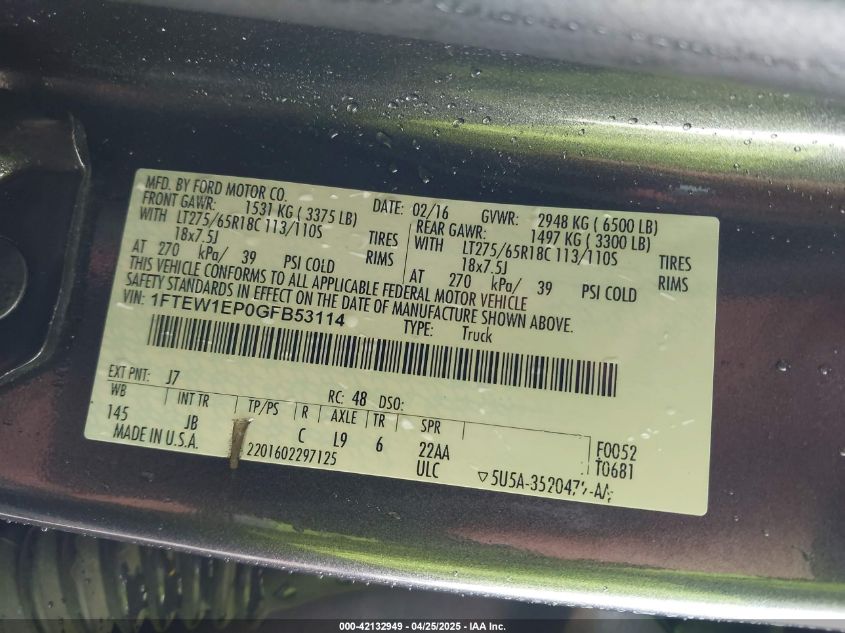 MFD. BY FORD MOTOR CO. DATE: 02/16 GVWR: 2948 KG ( 6500 LB)
FRONT GAWR: 1531 KG ( 3375 LB) REAR GAWR: 1497 KG ( 3300 LB)
WITH LT275/65R18C 113/110S TIRES WITH LT275/65R18C 113/110S TIRES
18x7.5J RIMS 18x7.5J RIMS
AT 270 kPa/ 39 PSI COLD AT 270 kPa/ 39 PSI COLD
THIS VEHICLE CONFORMS TO ALL APPLICABLE FEDERAL MOTOR VEHICLE
SAFETY STANDARDS IN EFFECT ON THE DATE OF MANUFACTURE SHOWN ABOVE.
VIN: 1FTEW1EP0GFB53114 TYPE: Truck
EXT PNT: J7 RC: 48 DSO:
WB INT TR TP/PS R AXLE TR SPR
145 JB C L9 6 22AA F0052
MADE IN U.S.A. 2201602297125 ULC T0681
▽5U5A-3520472-AA
000-42132949 - 04/25/2025 - IAA Inc.